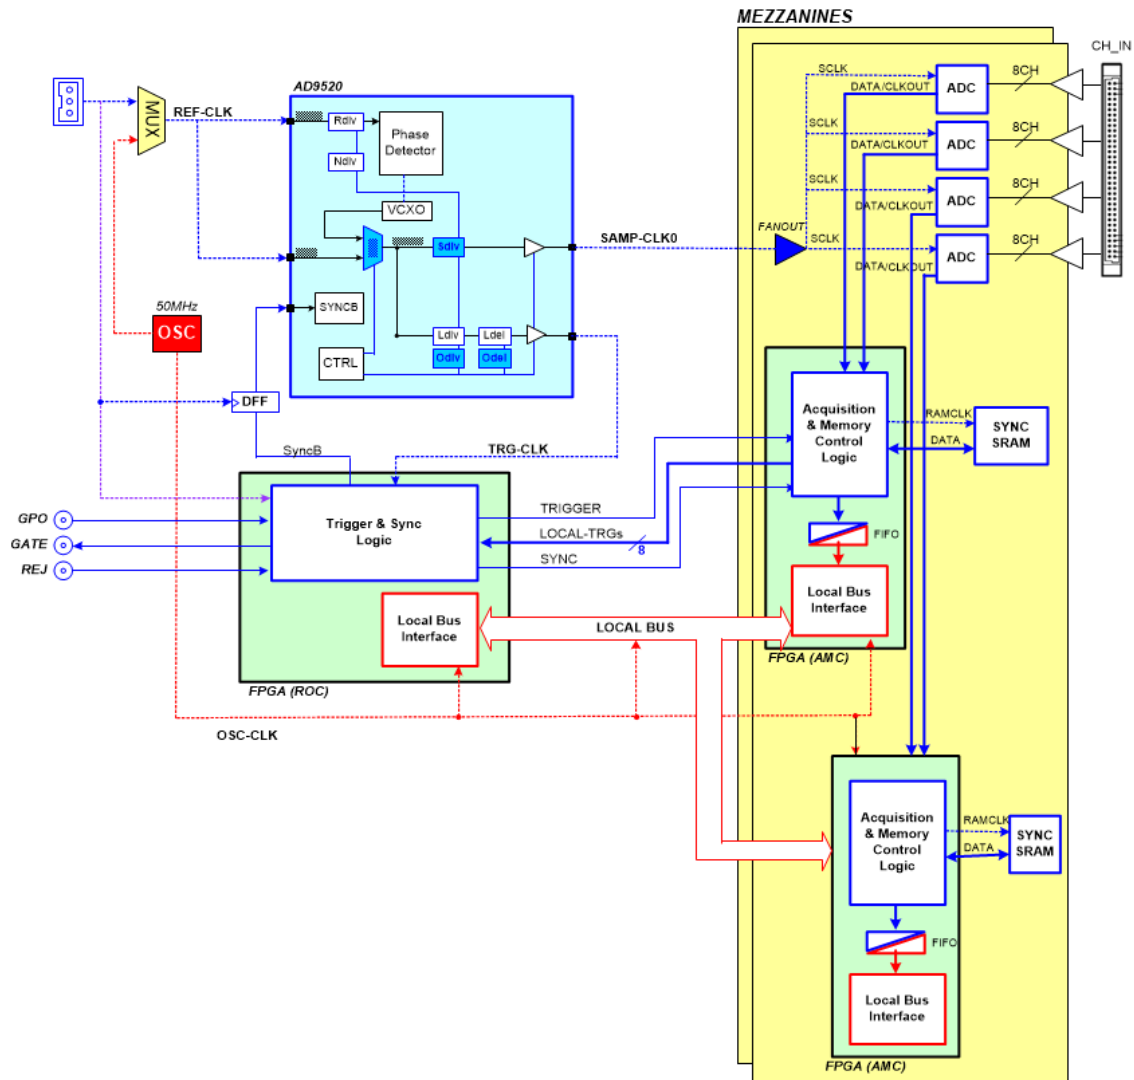 MEZZANINES
CH_IN
SCLK
8CH
ADC
DATA/CLKOUT
AD9520
MUX
REF-CLK
Rdiv
Phase
Detector
Ndiv
SCLK
8CH
ADC
DATA/CLKOUT
SCLK
8CH
ADC
DATA/CLKOUT
VCXO
FANOUT
SAMP-CLK0
Sdiv
SCLK
8CH
ADC
DATA/CLKOUT
50MHz
OSC
SYNCB
Ldiv
Ldel
CTRL
Odiv
Odel
DFF
SyncB
TRG-CLK
Acquisition
& Memory
Control
Logic
RAMCLK
DATA
SYNC
SRAM
GPO
GATE
REJ
Trigger & Sync
Logic
TRIGGER
LOCAL-TRGs
8
SYNC
FIFO
Local Bus
Interface
LOCAL BUS
Local Bus
Interface
FPGA (AMC)
FPGA (ROC)
OSC-CLK
Acquisition
& Memory
Control
Logic
RAMCLK
DATA
SYNC
SRAM
FIFO
Local Bus
Interface
FPGA (AMC)